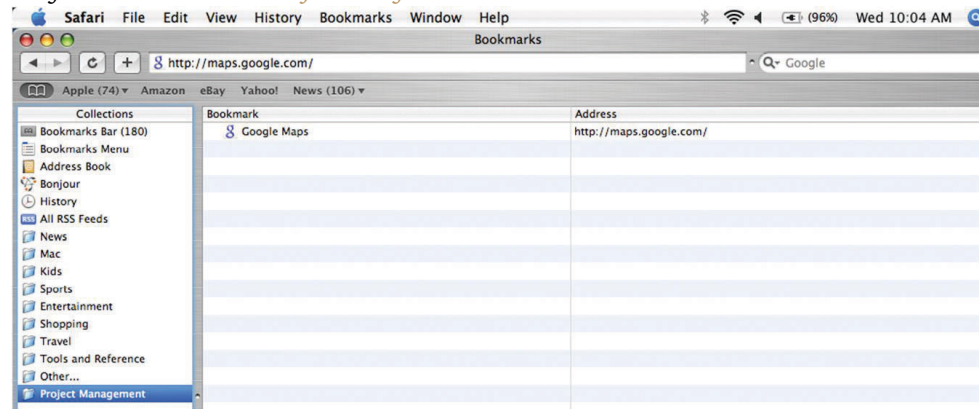 Safari File Edit View History Bookmarks Window Help (96%) Wed 10:04 AM
Bookmarks
http://maps.google.com/ Google
Apple (74) Amazon eBay Yahoo! News (106)
Collections Bookmark Address
Bookmarks Bar (180) Google Maps http://maps.google.com/
Bookmarks Menu
Address Book
Bonjour
History
RSS All RSS Feeds
News
Mac
Kids
Sports
Entertainment
Shopping
Travel
Tools and Reference
Other...
Project Management